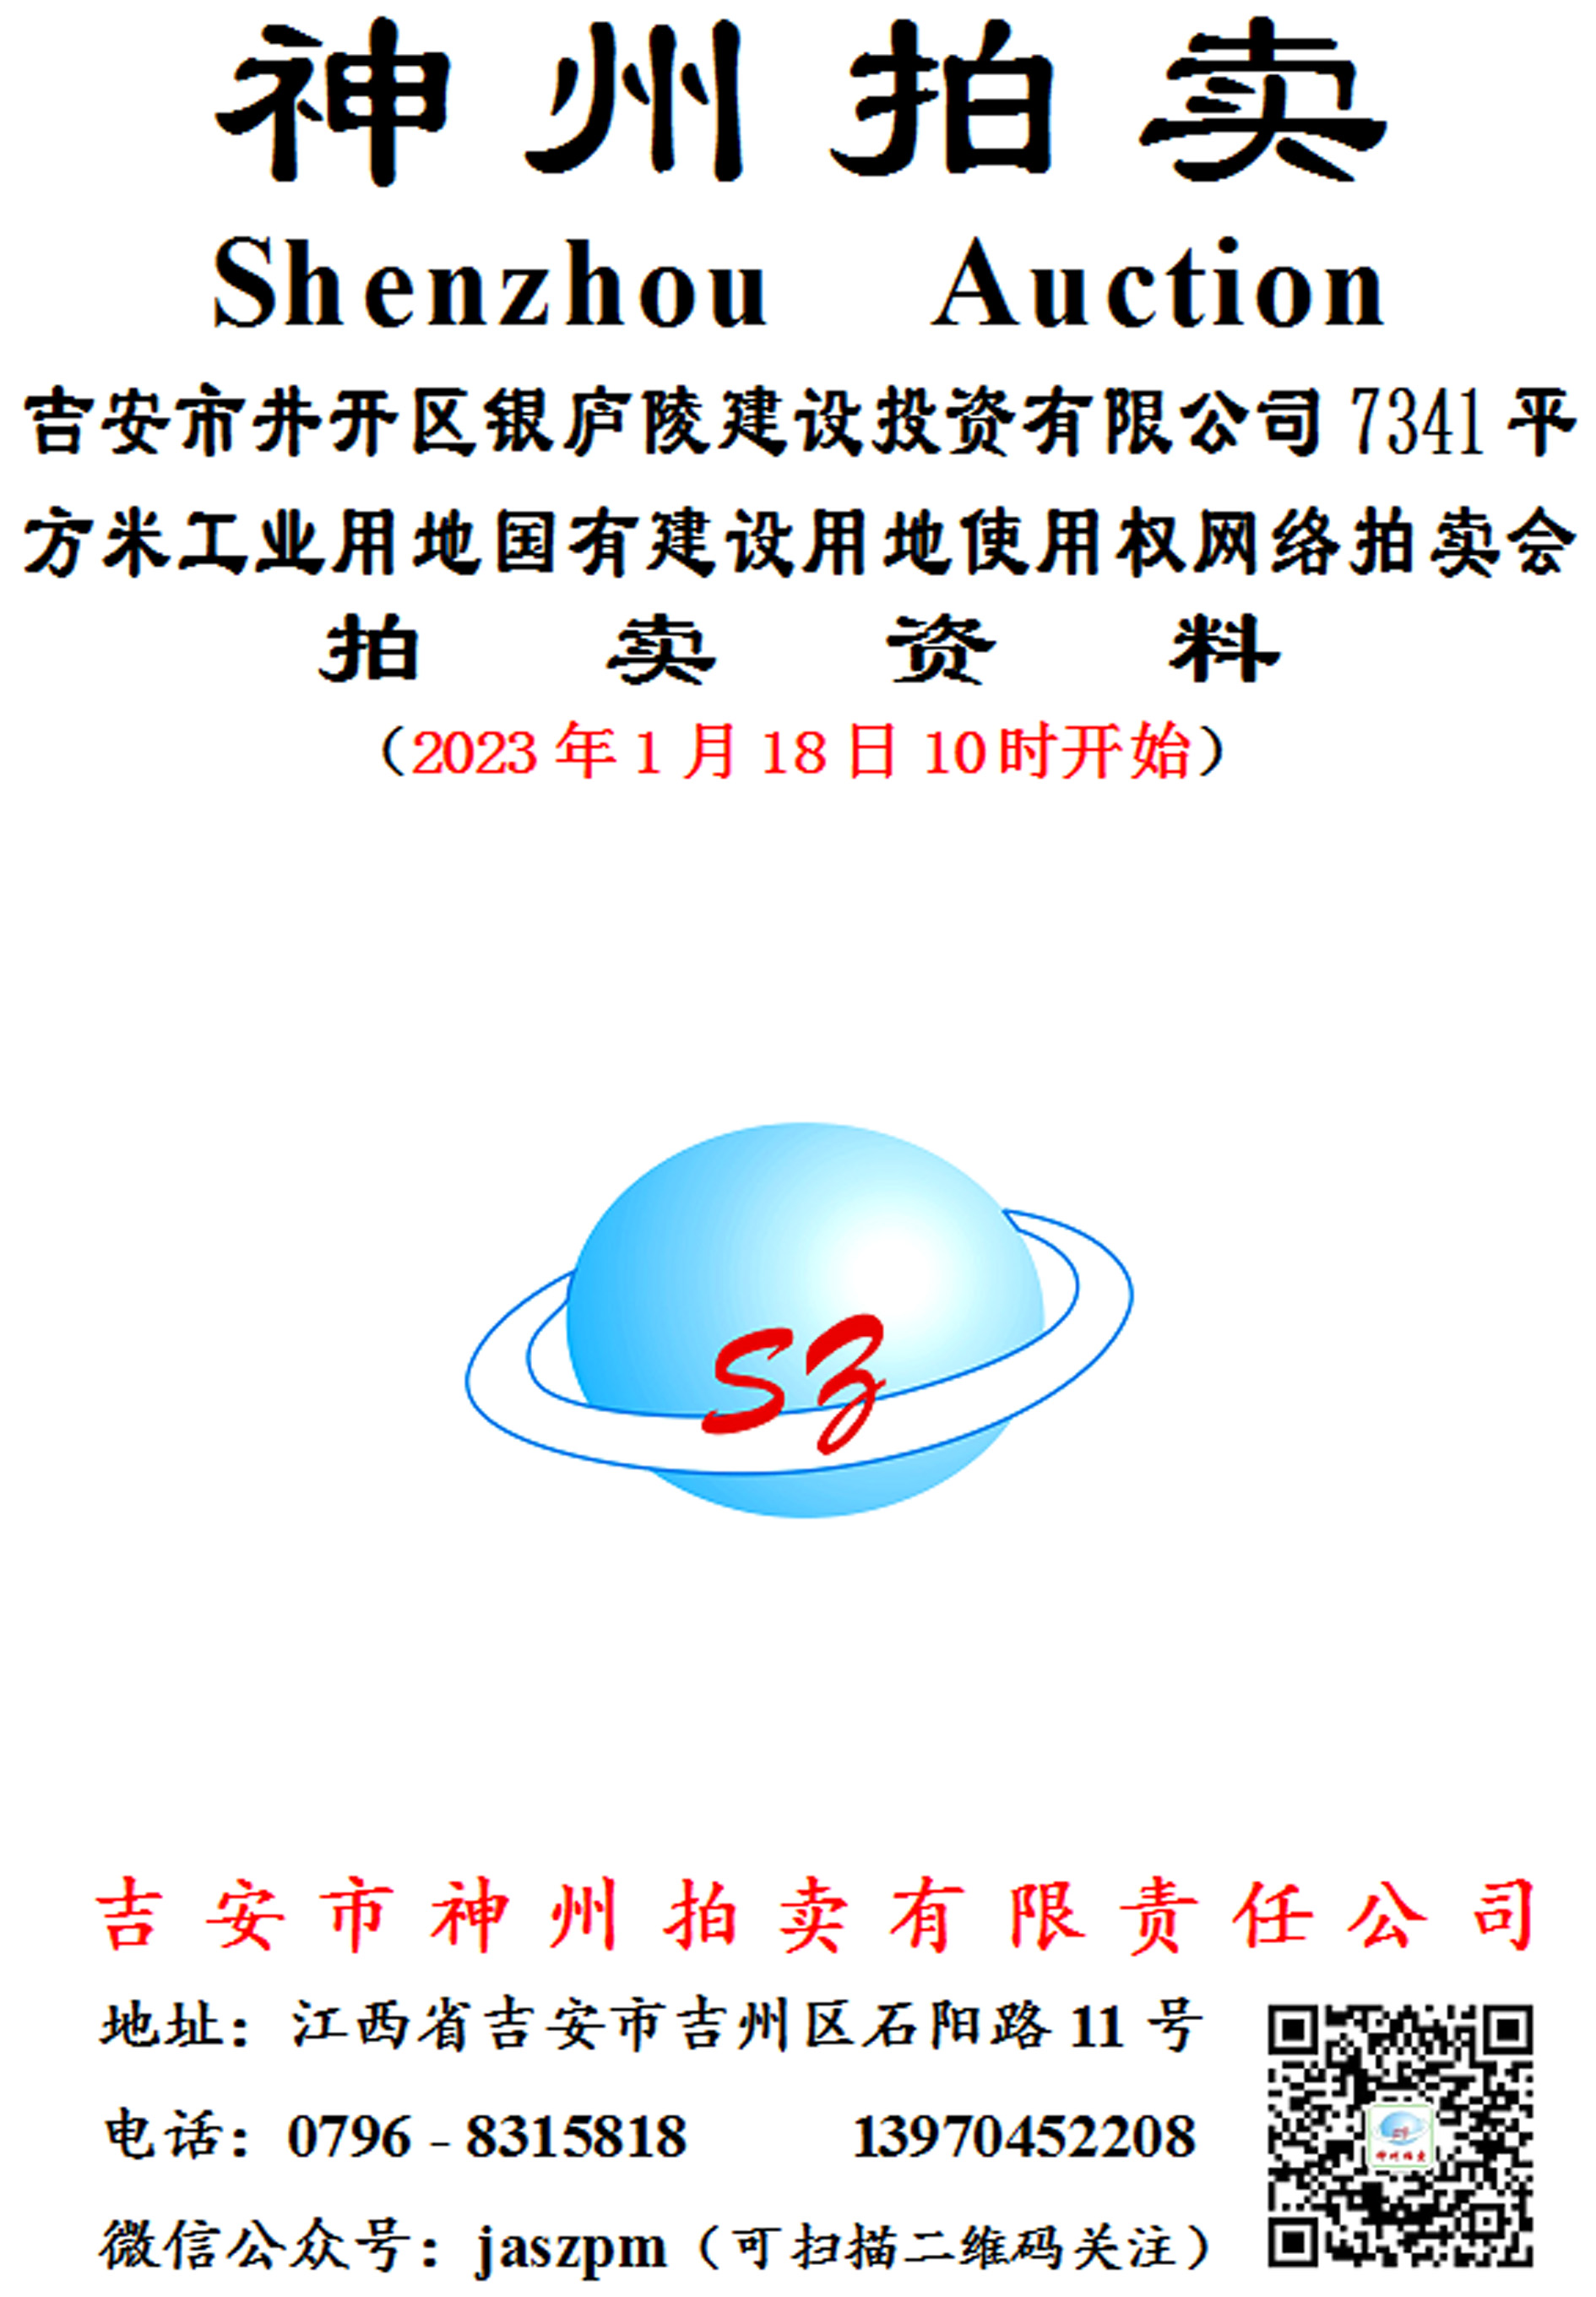 神州拍卖
Shenzhou Auction
吉安市井开区银庐陵建设投资有限公司7341平
方米工业用地国有建设用地使用权网络拍卖会
拍卖资料
（2023年1月18日10时开始）
SZ
吉安市神州拍卖有限责任公司
地址：江西省吉安市吉州区石阳路11号
电话：0796-8315818 13970452208
微信公众号：jaszpm（可扫描二维码关注）
神州拍卖